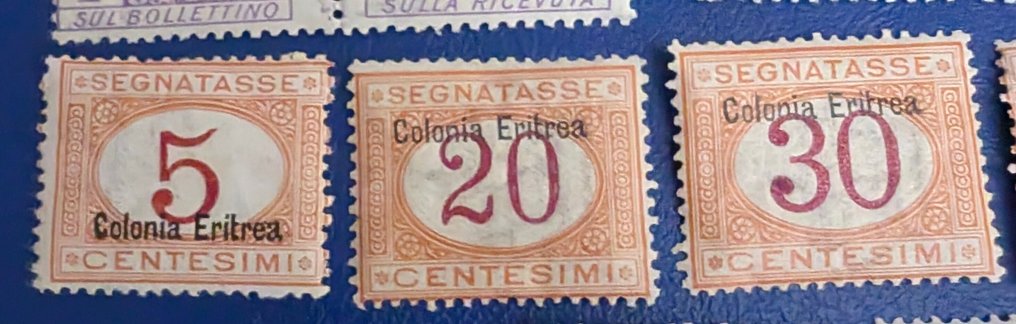 SUL BOLLETTINO
SULLA RICEVUTA
SEGNATASSE
5
Colonia Eritrea
CENTESIMI
SEGNATASSE
Colonia Eritrea
20
CENTESIMI
SEGNATASSE
Colonia Eritrea
30
CENTESIMI